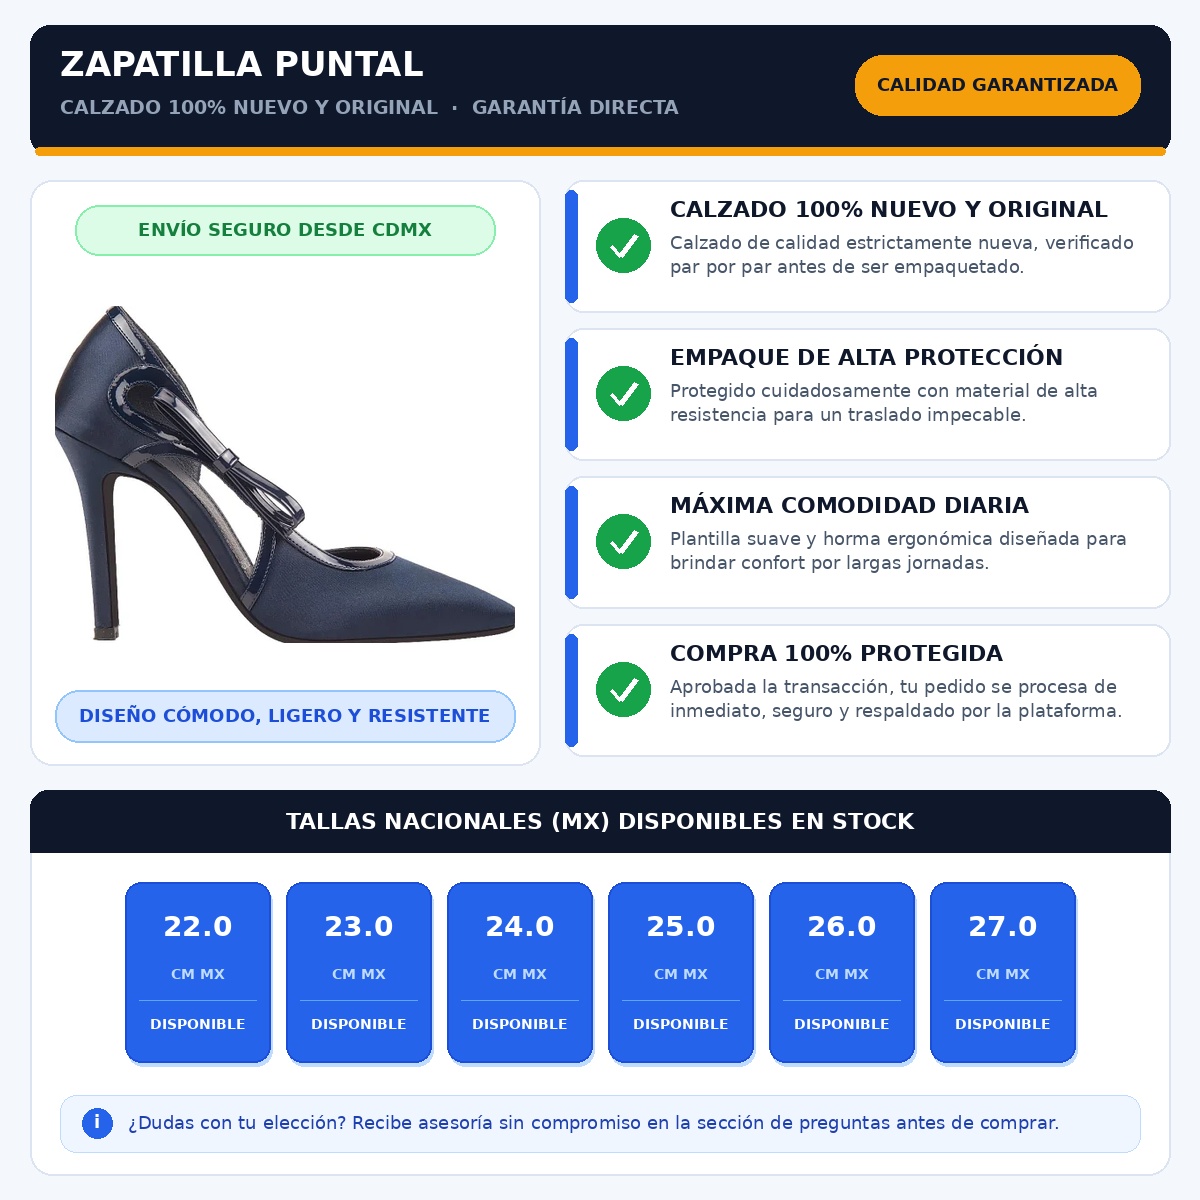 ZAPATILLA PUNTAL
CALZADO 100% NUEVO Y ORIGINAL · GARANTÍA DIRECTA
CALIDAD GARANTIZADA
ENVÍO SEGURO DESDE CDMX
DISEÑO CÓMODO, LIGERO Y RESISTENTE
CALZADO 100% NUEVO Y ORIGINAL
Calzado de calidad estrictamente nueva, verificado
par por par antes de ser empaquetado.
EMPAQUE DE ALTA PROTECCIÓN
Protegido cuidadosamente con material de alta
resistencia para un traslado impecable.
MÁXIMA COMODIDAD DIARIA
Plantilla suave y horma ergonómica diseñada para
brindar confort por largas jornadas.
COMPRA 100% PROTEGIDA
Aprobada la transacción, tu pedido se procesa de
inmediato, seguro y respaldado por la plataforma.
TALLAS NACIONALES (MX) DISPONIBLES EN STOCK
22.0
CM MX
DISPONIBLE
23.0
CM MX
DISPONIBLE
24.0
CM MX
DISPONIBLE
25.0
CM MX
DISPONIBLE
26.0
CM MX
DISPONIBLE
27.0
CM MX
DISPONIBLE
i
¿Dudas con tu elección? Recibe asesoría sin compromiso en la sección de preguntas antes de comprar.